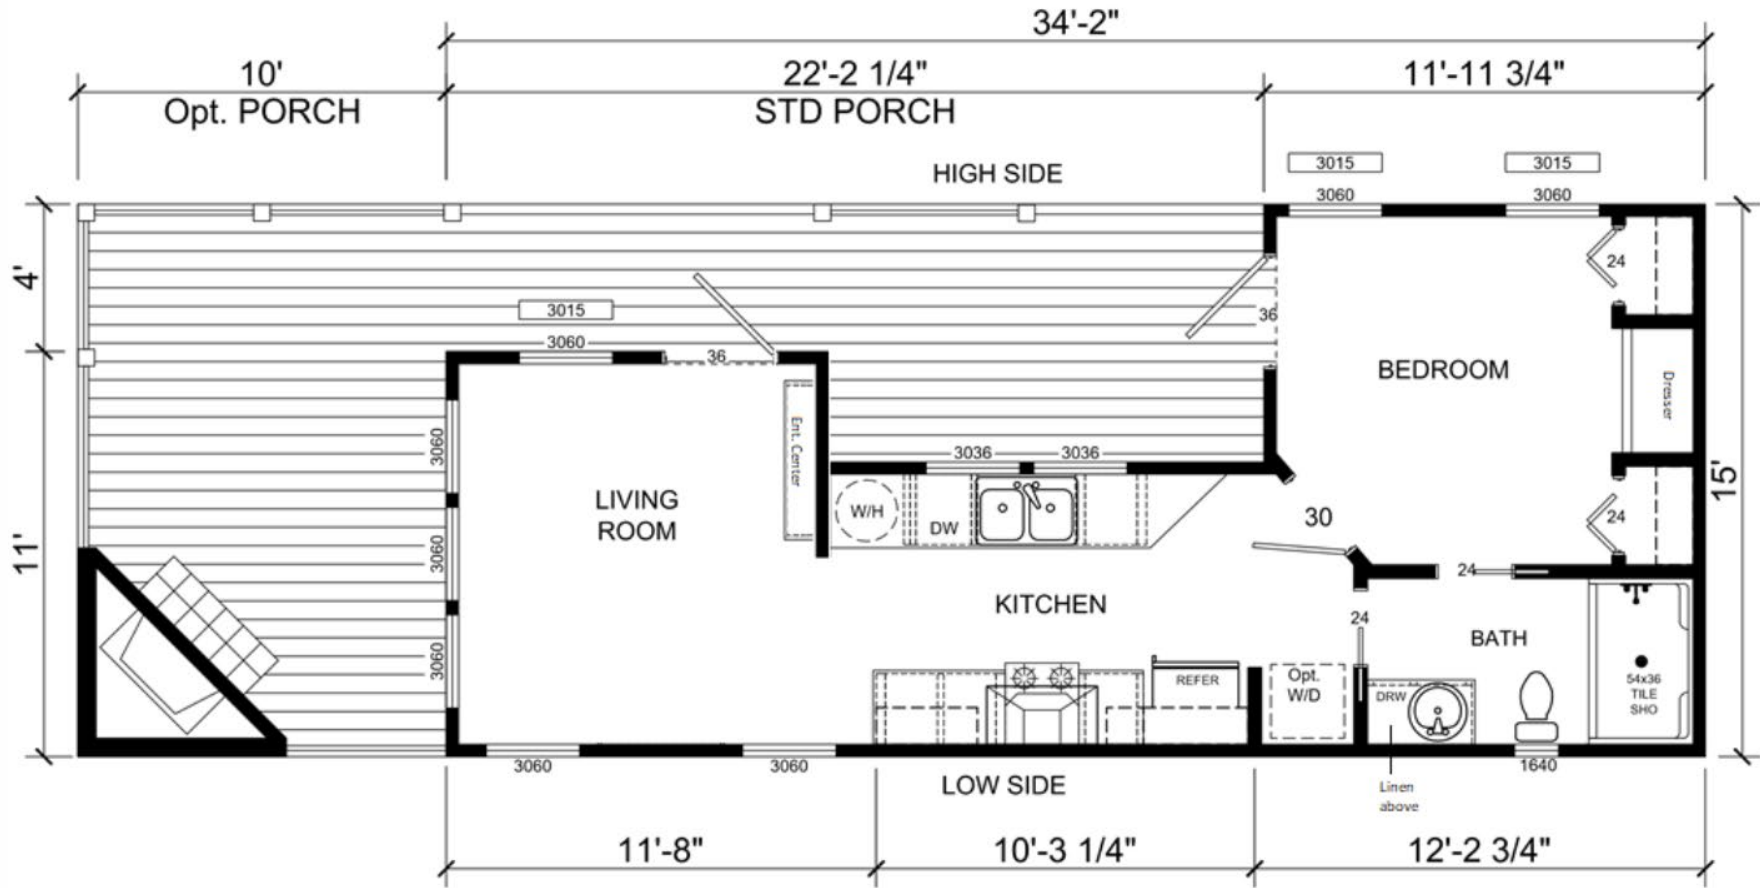 34'-2"
10'
22'-2 1/4"
11'-11 3/4"
Opt. PORCH
STD PORCH
HIGH SIDE
3015
3015
3060
3060
4'
24
3015
36
3060
36
BEDROOM
Dresser
Ent. Center
3060
3036
3036
15'
LIVING
ROOM
W/H
DW
30
24
11'
3060
24
KITCHEN
24
BATH
3060
REFER
Opt.
W/D
DRW
54x36
TILE
SHO
3060
3060
1640
LOW SIDE
Linen
above
11'-8"
10'-3 1/4"
12'-2 3/4"